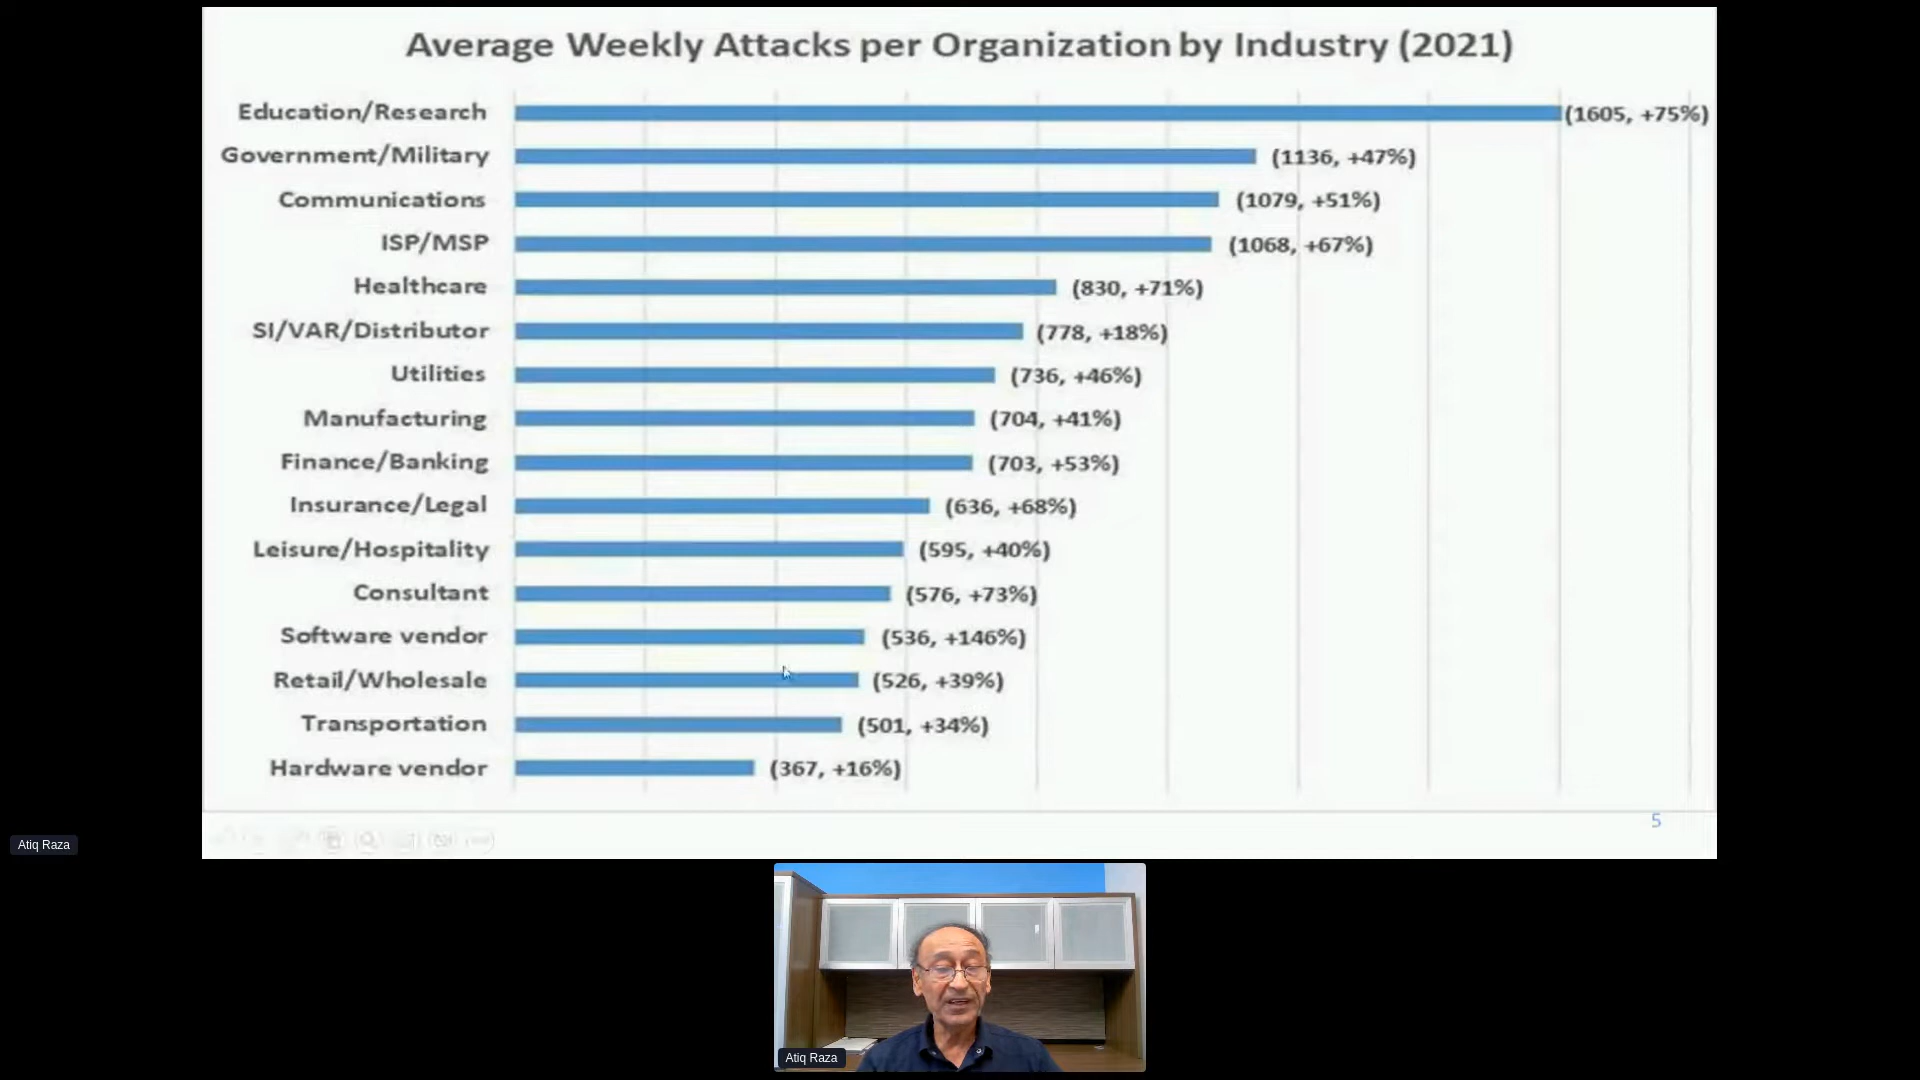 Average Weekly Attacks per Organization by Industry (2021)
Education/Research (1605, +75%)
Government/Military (1136, +47%)
Communications (1079, +51%)
ISP/MSP (1068, +67%)
Healthcare (830, +71%)
SI/VAR/Distributor (778, +18%)
Utilities (736, +46%)
Manufacturing (704, +41%)
Finance/Banking (703, +53%)
Insurance/Legal (636, +68%)
Leisure/Hospitality (595, +40%)
Consultant (576, +73%)
Software vendor (536, +146%)
Retail/Wholesale (526, +39%)
Transportation (501, +34%)
Hardware vendor (367, +16%)
5
Atiq Raza
Atiq Raza